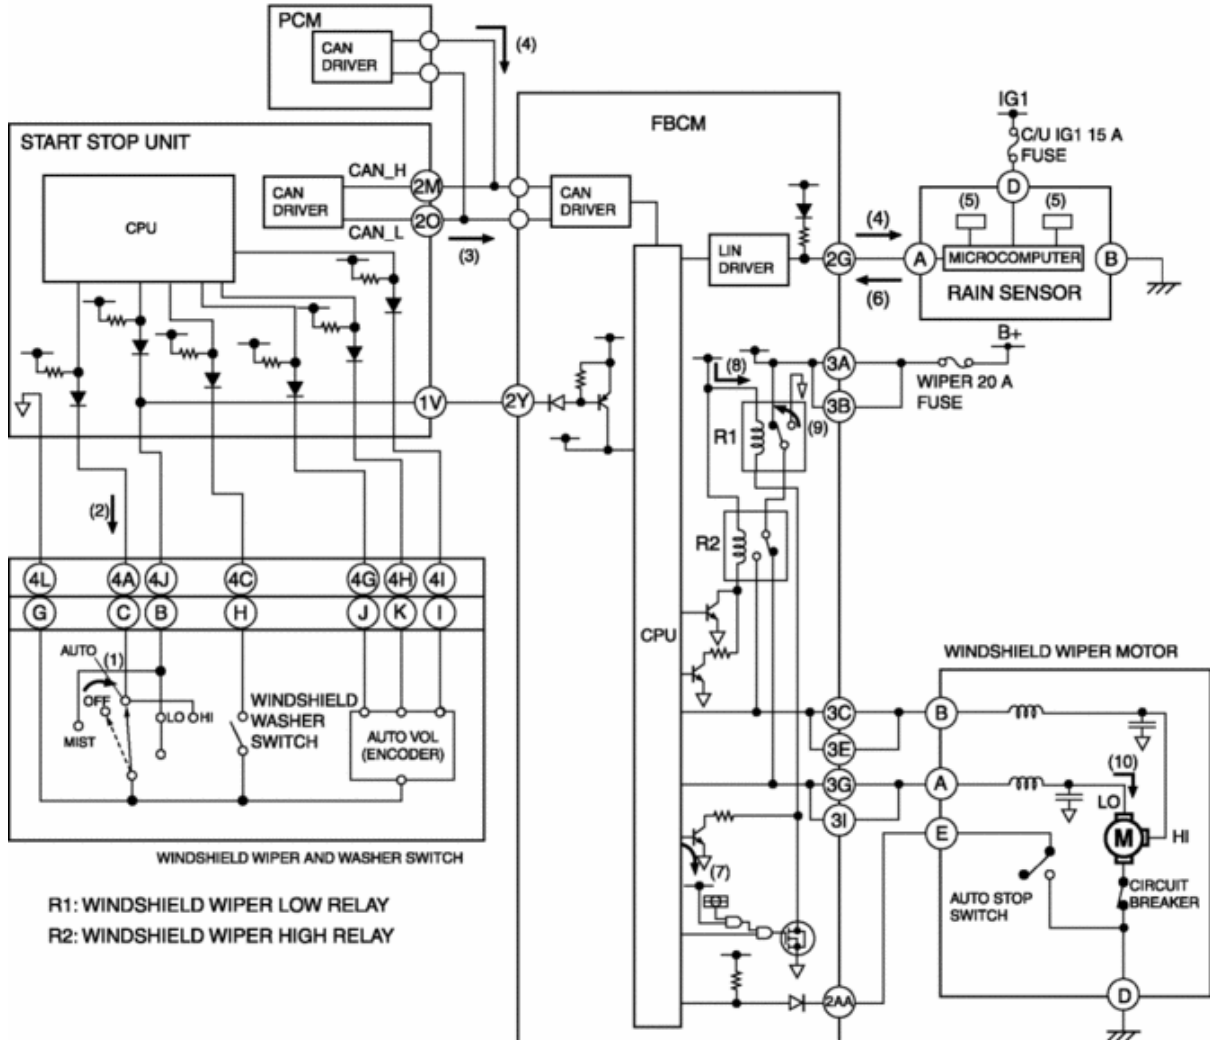 PCM
CAN
DRIVER
(4)
START STOP UNIT
CPU
CAN
DRIVER
CAN_H
CAN_L
2M
2O
(3)
1V
(2)
FBCM
CAN
DRIVER
LIN
DRIVER
2G
(4)
(6)
IG1
C/U IG1 15 A
FUSE
D
(5)
(5)
A
MICROCOMPUTER
B
RAIN SENSOR
B+
WIPER 20 A
FUSE
3A
3B
2Y
(8)
R1
(9)
R2
CPU
4L
4A
4J
4C
4G
4H
4I
G
C
B
H
J
K
I
AUTO
(1)
OFF
MIST
LO
HI
WINDSHIELD
WASHER
SWITCH
AUTO VOL
(ENCODER)
WINDSHIELD WIPER AND WASHER SWITCH
3C
3E
3G
3I
(7)
2AA
WINDSHIELD WIPER MOTOR
B
A
E
(10)
LO
M
HI
AUTO STOP
SWITCH
CIRCUIT
BREAKER
D
R1: WINDSHIELD WIPER LOW RELAY
R2: WINDSHIELD WIPER HIGH RELAY